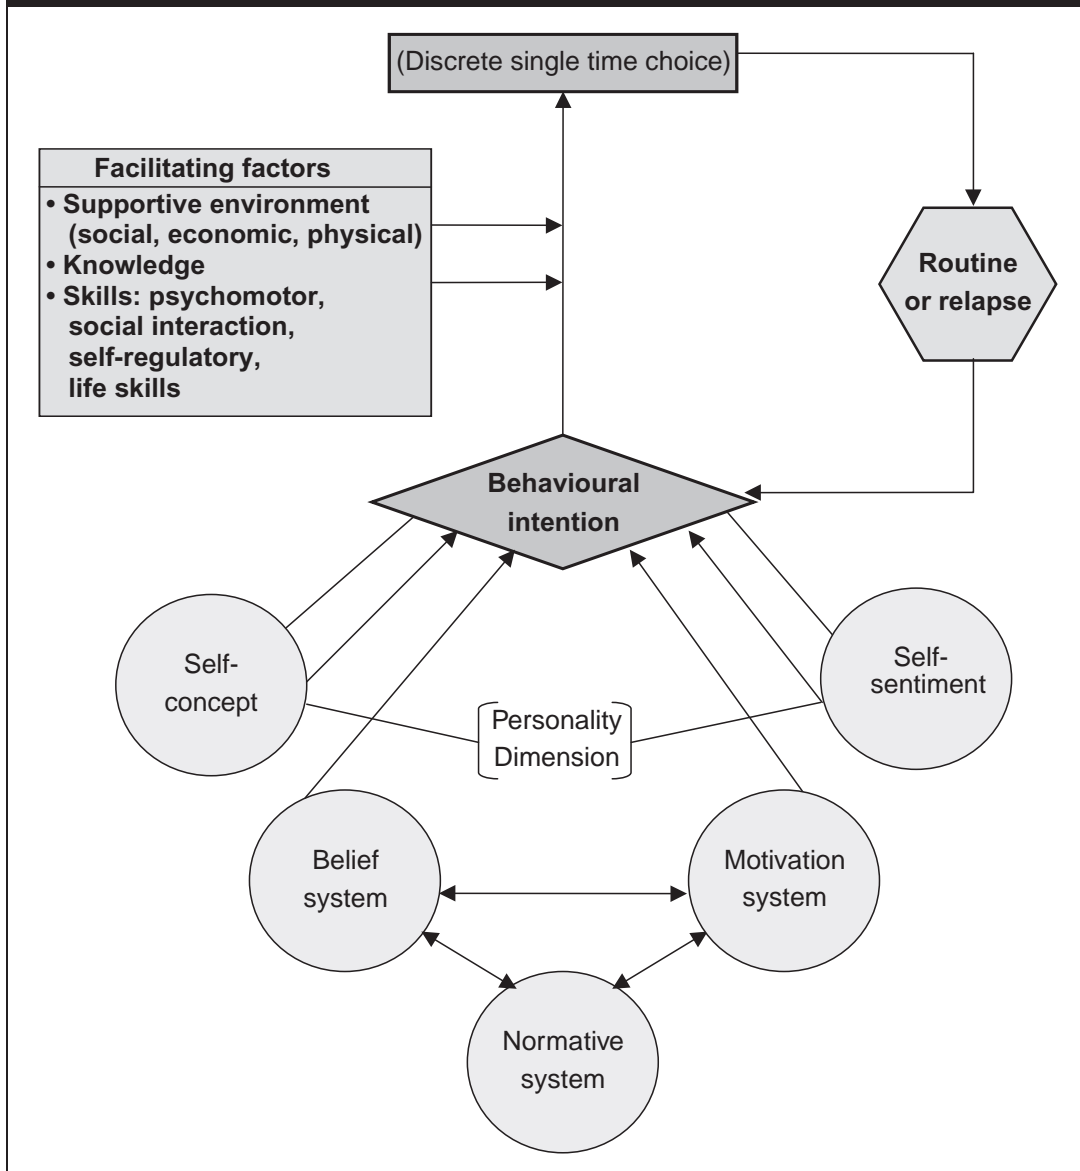 (Discrete single time choice)
Facilitating factors
• Supportive environment
(social, economic, physical)
• Knowledge
• Skills: psychomotor,
social interaction,
self-regulatory,
life skills
Routine
or relapse
Behavioural
intention
Self-
concept
Self-
sentiment
Personality
Dimension
Belief
system
Motivation
system
Normative
system